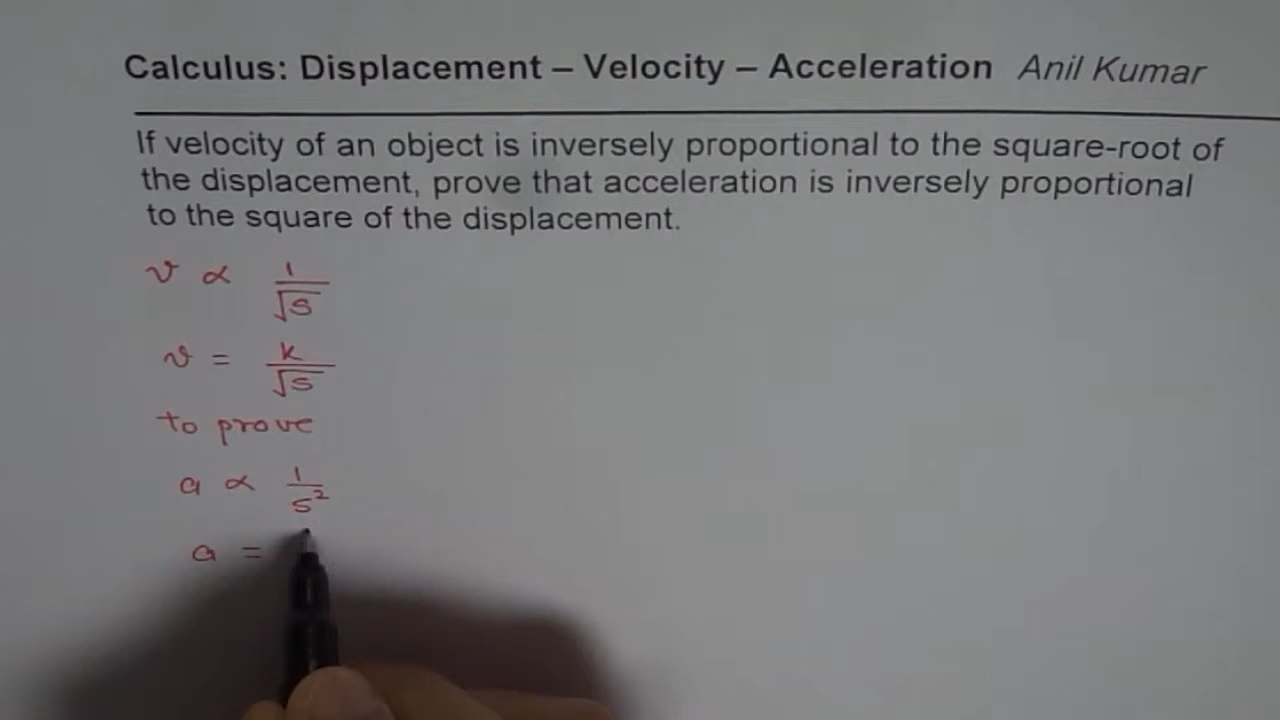 Calculus: Displacement – Velocity – Acceleration Anil Kumar
If velocity of an object is inversely proportional to the square-root of
the displacement, prove that acceleration is inversely proportional
to the square of the displacement.
v ∝ 1/√s
v = k/√s
to prove
a ∝ 1/s²
a =